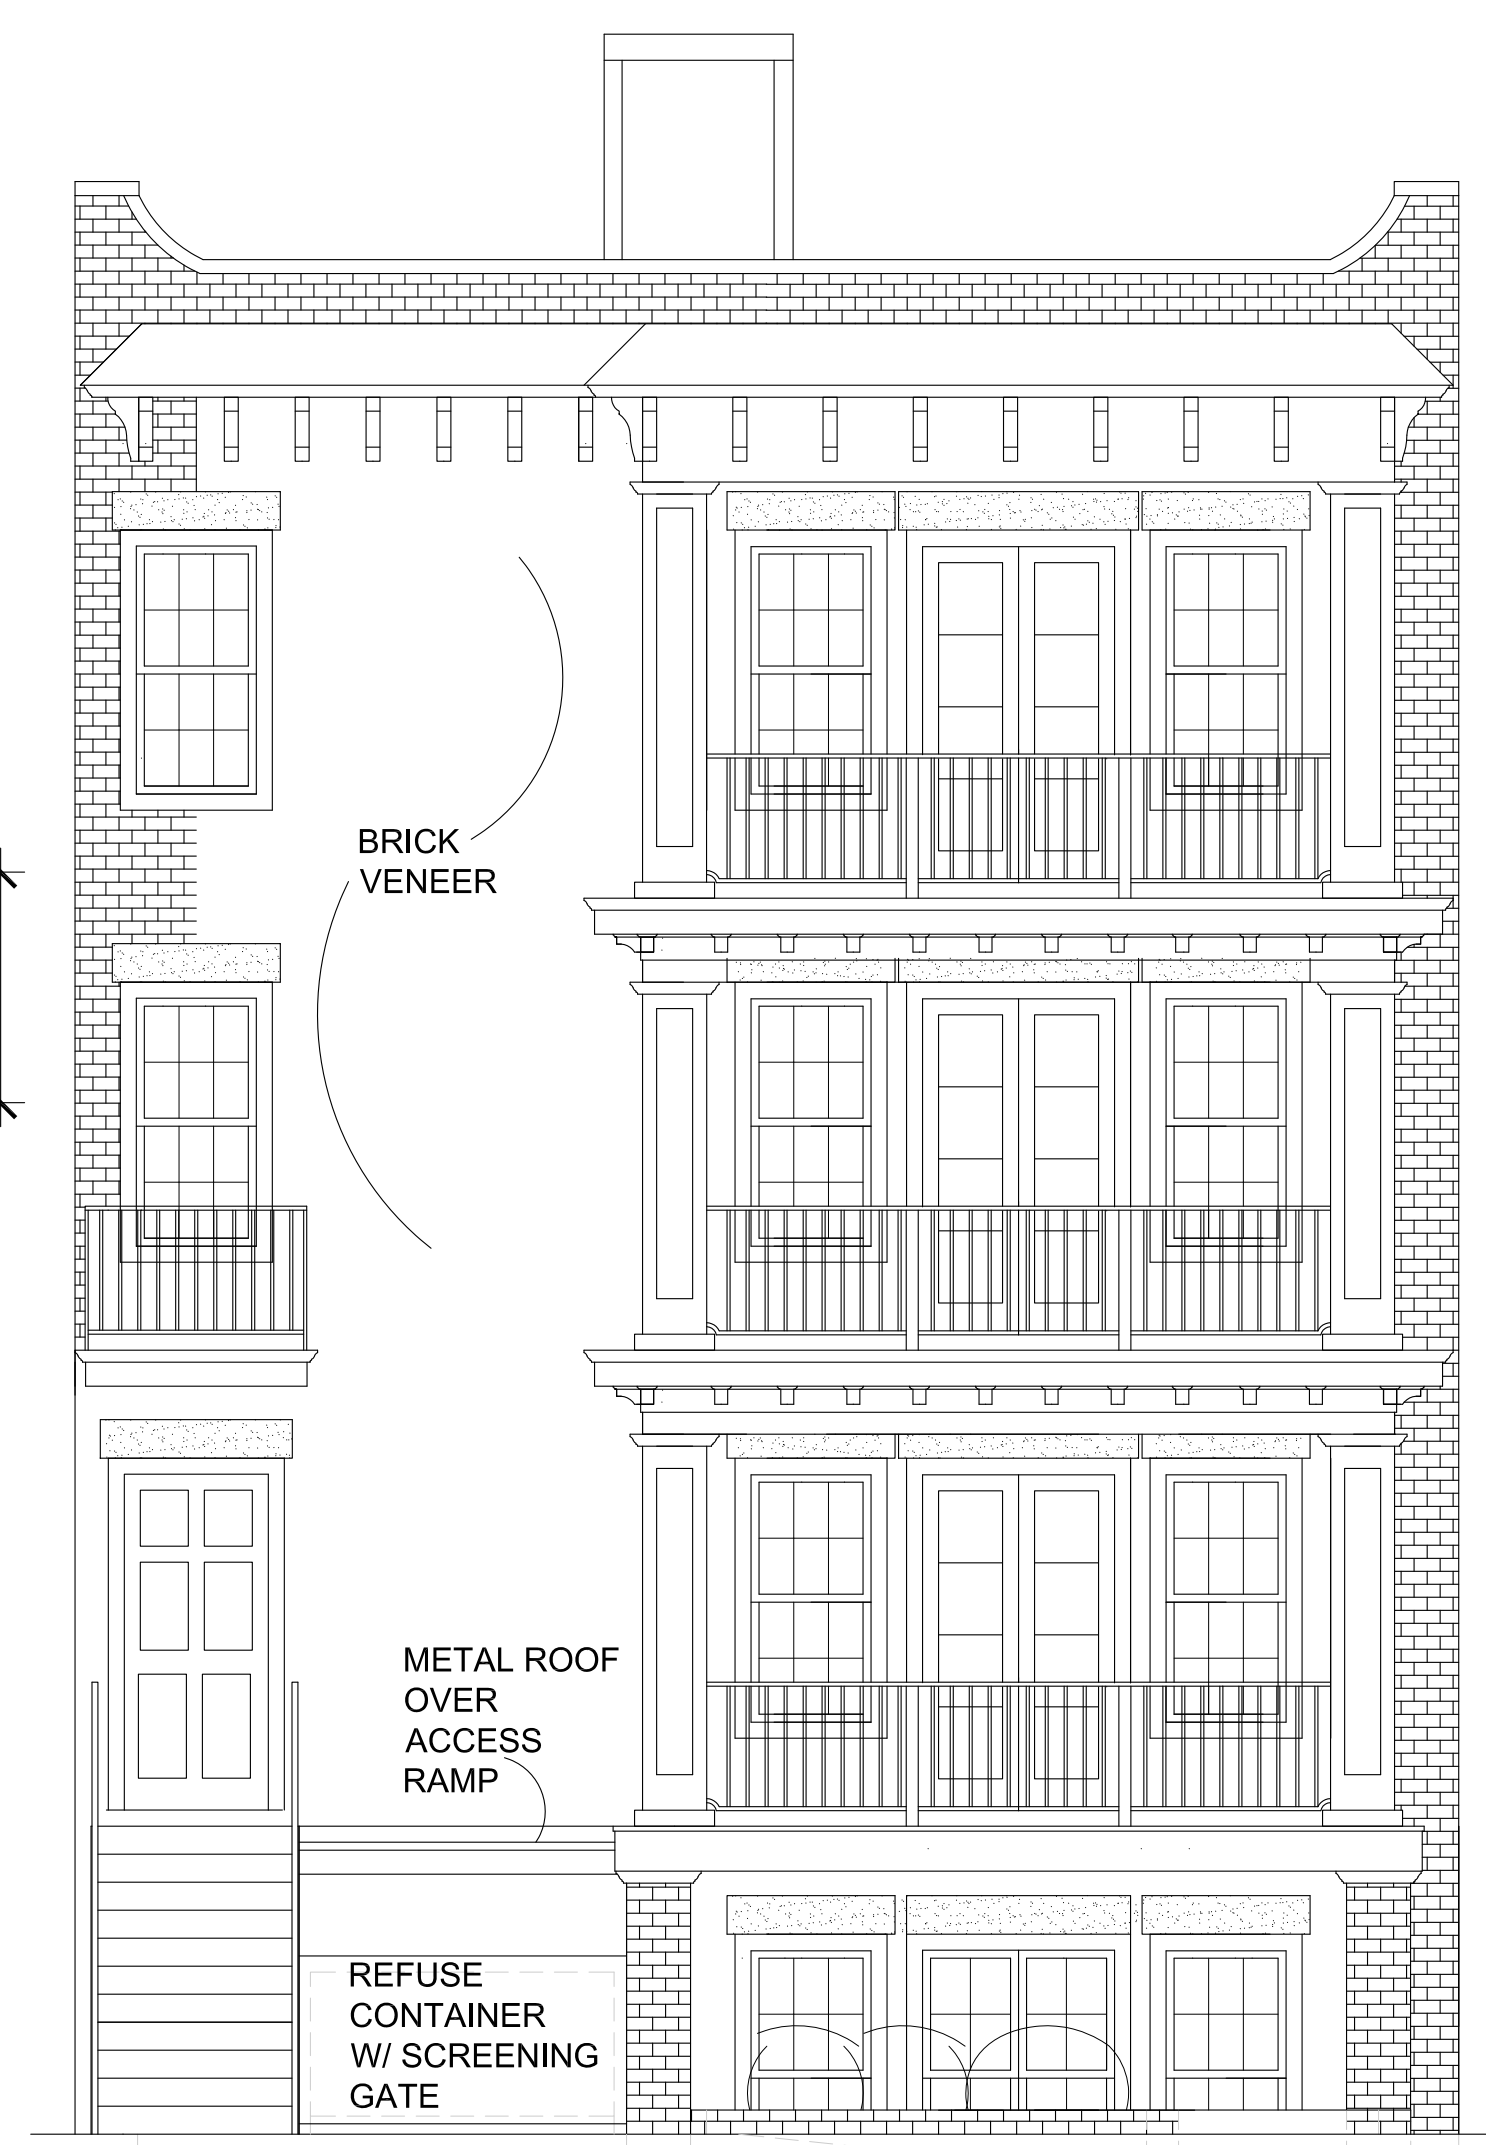 BRICK
VENEER
METAL ROOF
OVER
ACCESS
RAMP
REFUSE
CONTAINER
W/ SCREENING
GATE